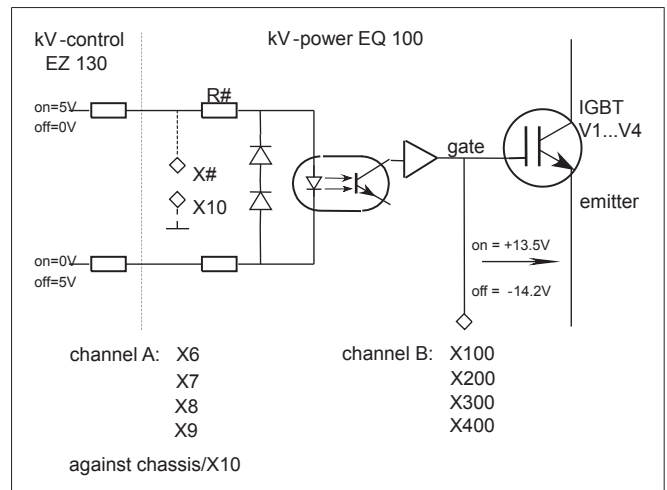 kV-control
EZ 130
kV-power EQ 100
on=5V
off=0V
R#
X#
X10
gate
IGBT
V1...V4
emitter
on=0V
off=5V
on = +13.5V
off = -14.2V
channel A: X6
X7
X8
X9
against chassis/X10
channel B: X100
X200
X300
X400